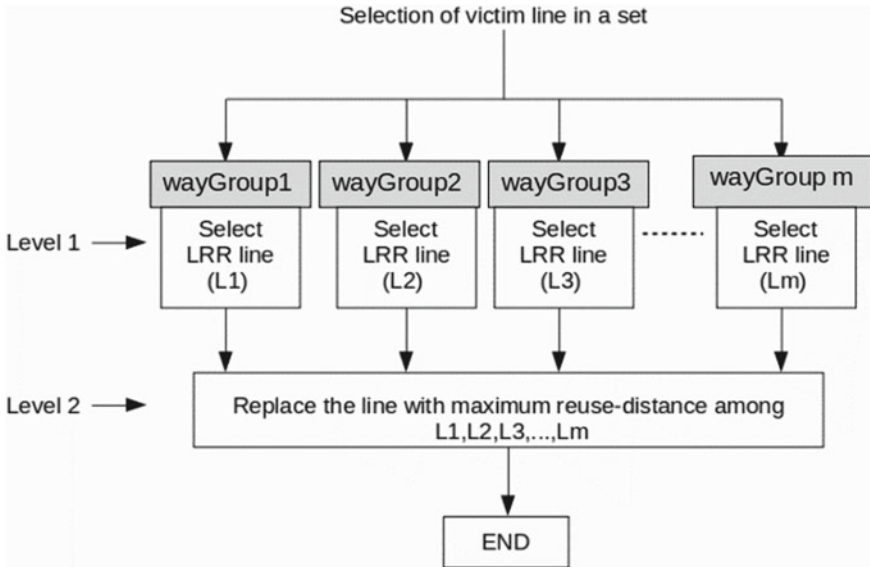 Selection of victim line in a set
wayGroup1
wayGroup2
wayGroup3
wayGroup m
Level 1
Select
LRR line
(L1)
Select
LRR line
(L2)
Select
LRR line
(L3)
Select
LRR line
(Lm)
Level 2
Replace the line with maximum reuse-distance among
L1,L2,L3,...,Lm
END